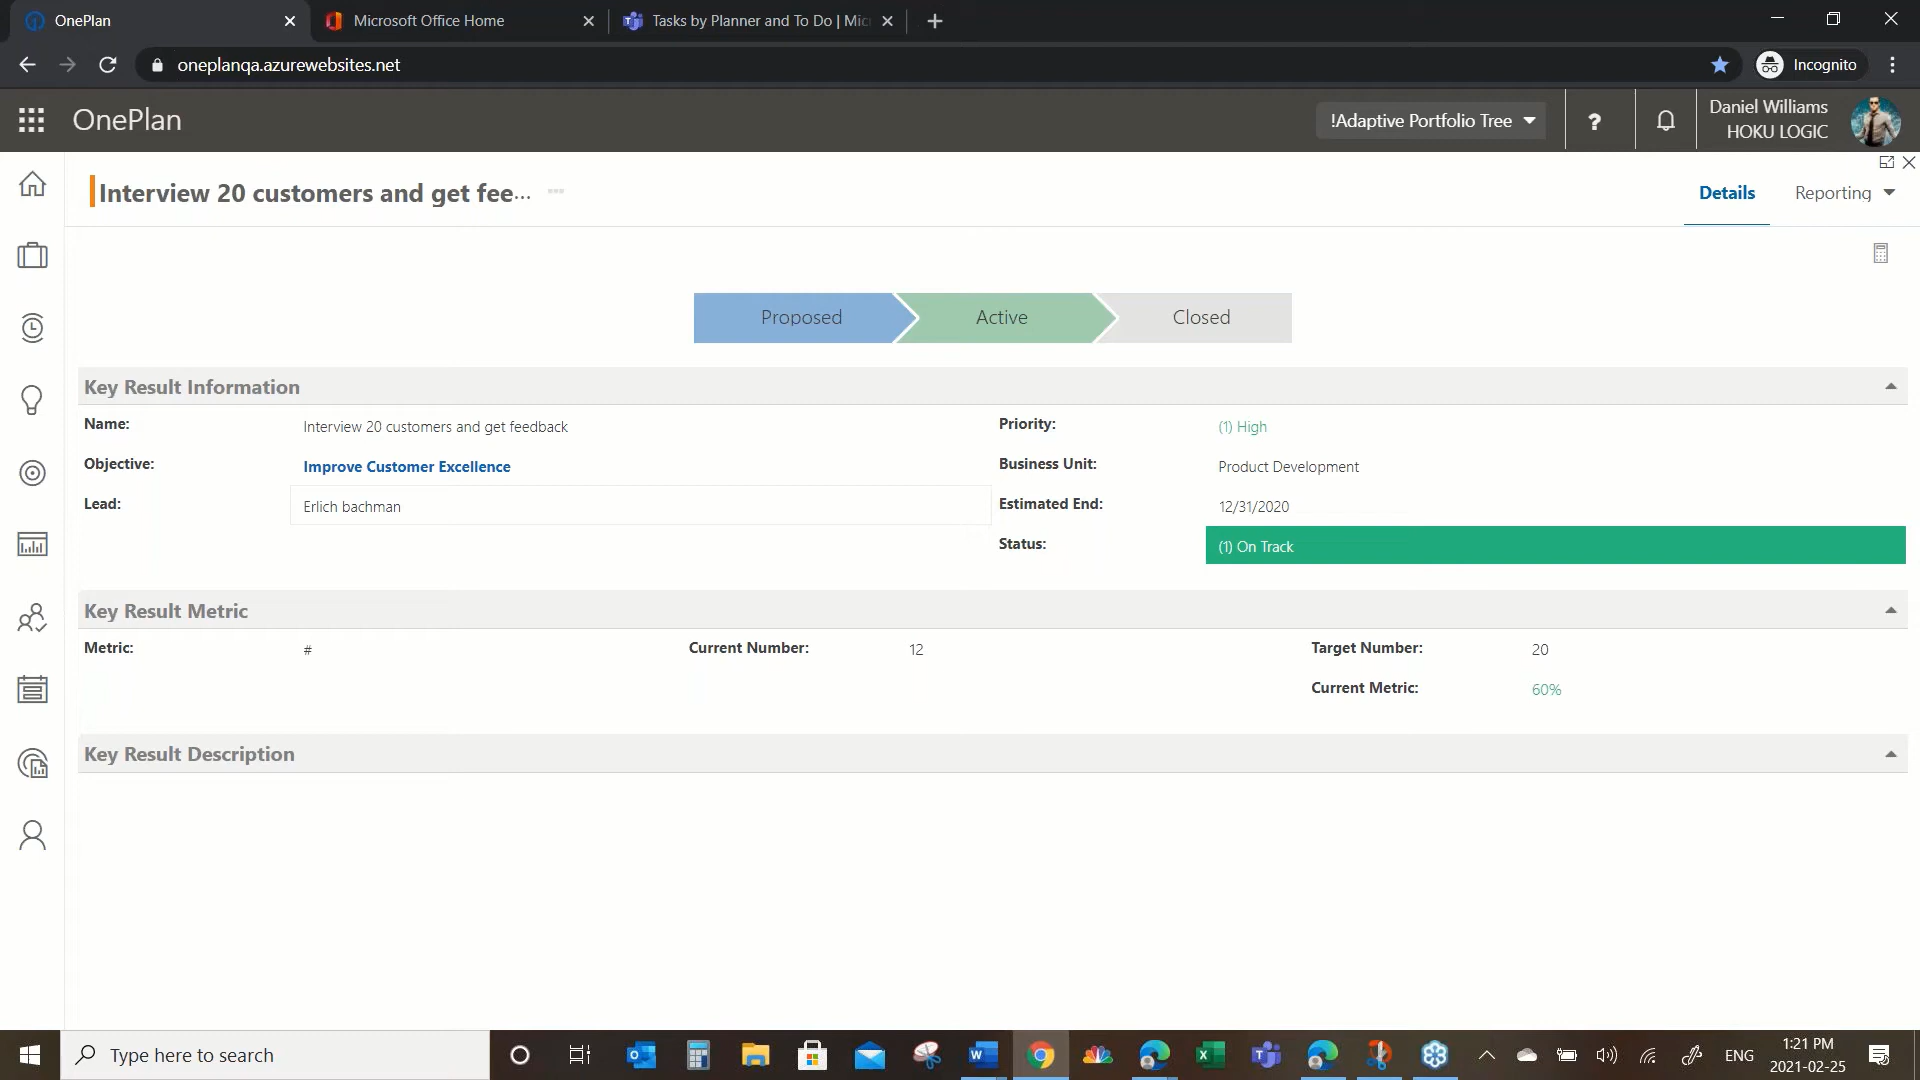 OnePlan
Microsoft Office Home
Tasks by Planner and To Do | Mic
oneplanqa.azurewebsites.net
Incognito
OnePlan
!Adaptive Portfolio Tree
?
Daniel Williams
HOKU LOGIC
Interview 20 customers and get fee...
Details
Reporting
Proposed
Active
Closed
Key Result Information
Name:
Interview 20 customers and get feedback
Priority:
(1) High
Objective:
Improve Customer Excellence
Business Unit:
Product Development
Lead:
Erlich bachman
Estimated End:
12/31/2020
Status:
(1) On Track
Key Result Metric
Metric:
#
Current Number:
12
Target Number:
20
Current Metric:
60%
Key Result Description
Type here to search
ENG
1:21 PM
2021-02-25